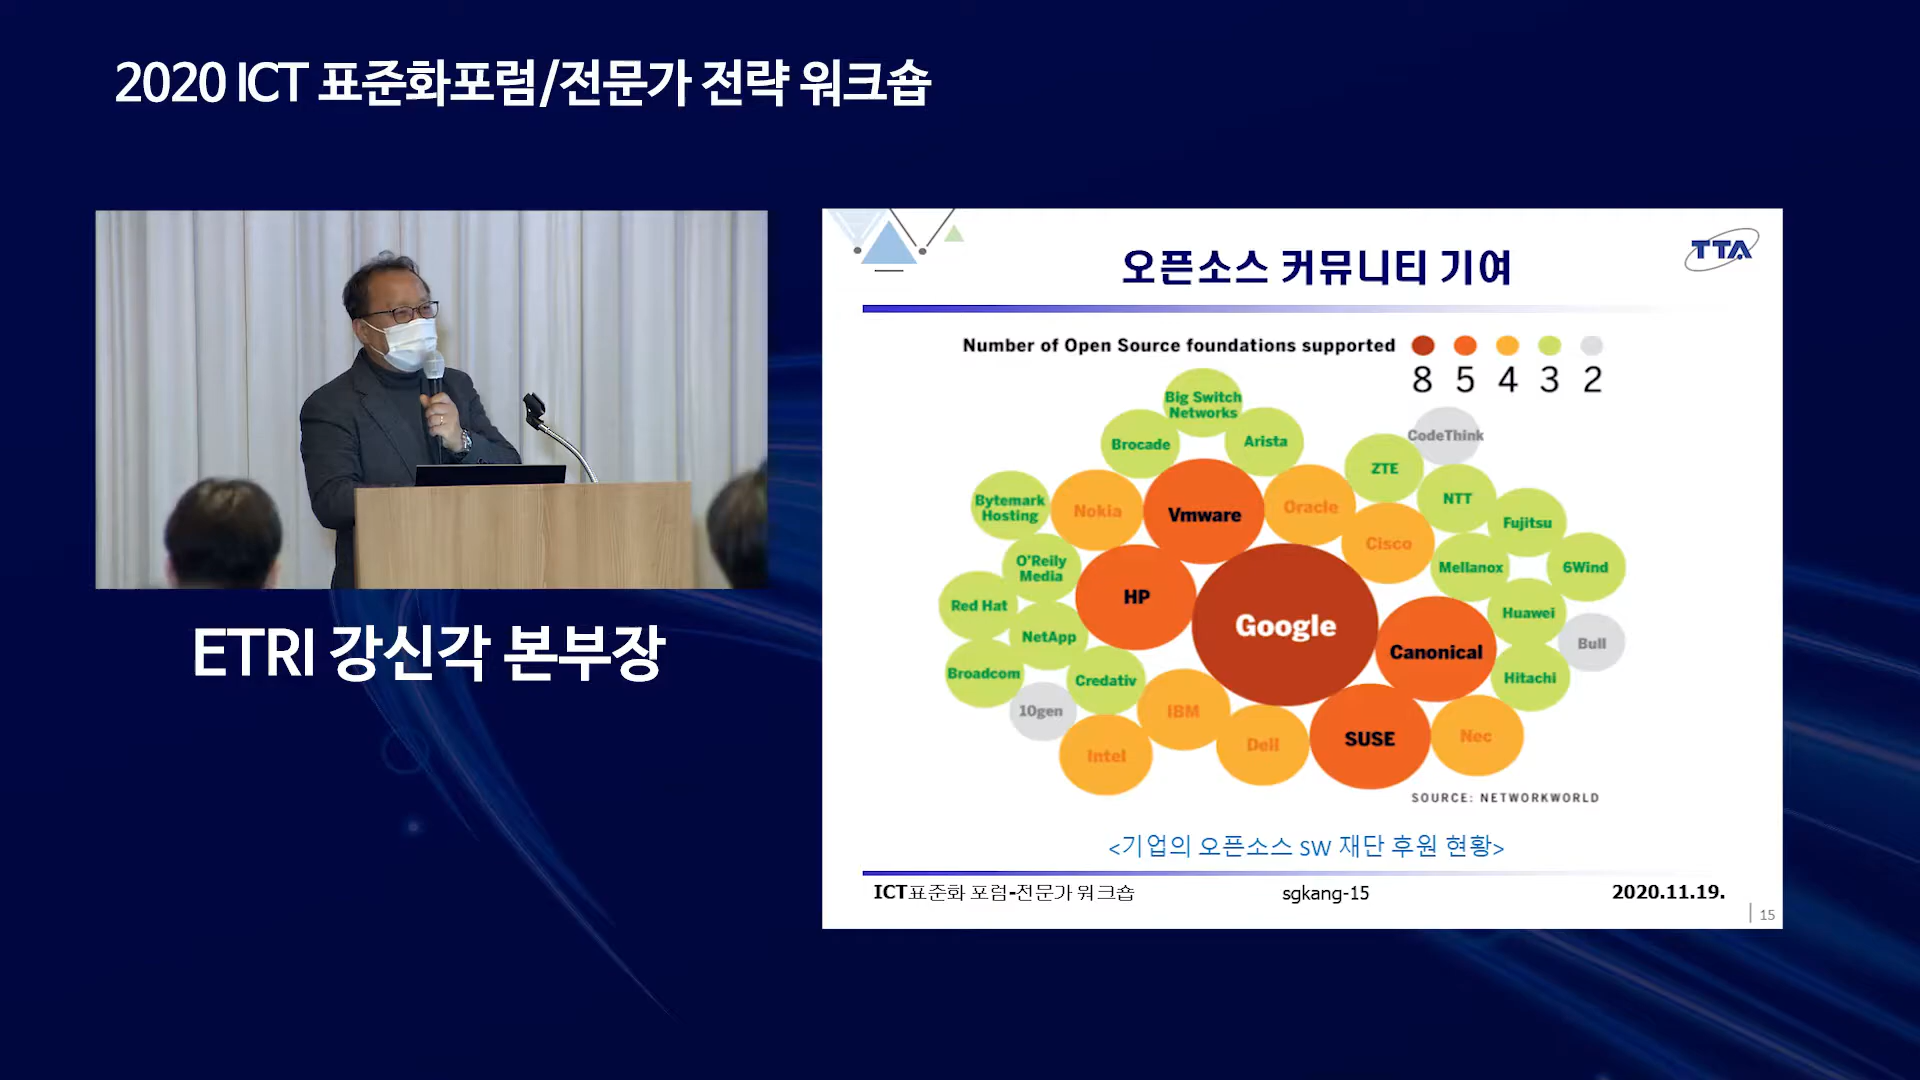 2020 ICT 표준화포럼/전문가 전략 워크숍
ETRI 강신각 본부장
TTA
오픈소스 커뮤니티 기여
Number of Open Source foundations supported
8 5 4 3 2
Big Switch
Networks
Brocade
Arista
CodeThink
ZTE
Bytemark
Hosting
Nokia
Vmware
Oracle
NTT
Fujitsu
Cisco
O'Reily
Media
Mellanox
6Wind
HP
Red Hat
Google
Huawei
NetApp
Canonical
Bull
Broadcom
Credativ
Hitachi
10gen
IBM
Intel
Dell
SUSE
Nec
SOURCE: NETWORKWORLD
<기업의 오픈소스 SW 재단 후원 현황>
ICT표준화 포럼-전문가 워크숍
sgkang-15
2020.11.19.
15